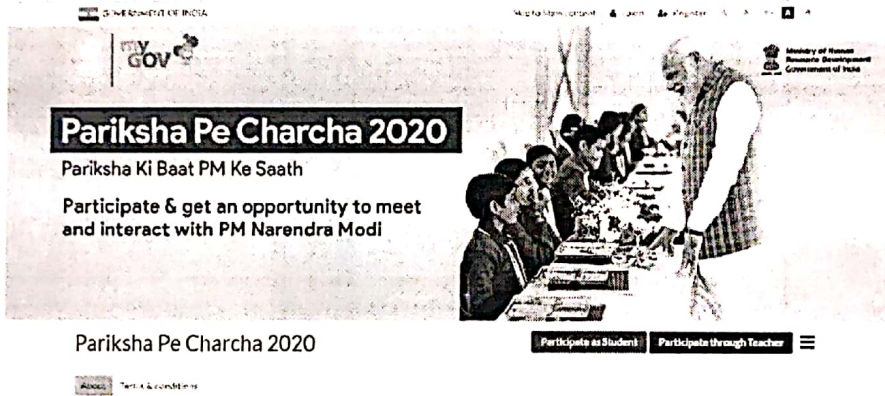 GOVERNMENT OF INDIA
Register
A
my
GOV
Ministry of Human
Resource Development
Government of India
Pariksha Pe Charcha 2020
Pariksha Ki Baat PM Ke Saath
Participate & get an opportunity to meet
and interact with PM Narendra Modi
Pariksha Pe Charcha 2020
Participate as Student
Participate through Teacher
About
Terms & conditions